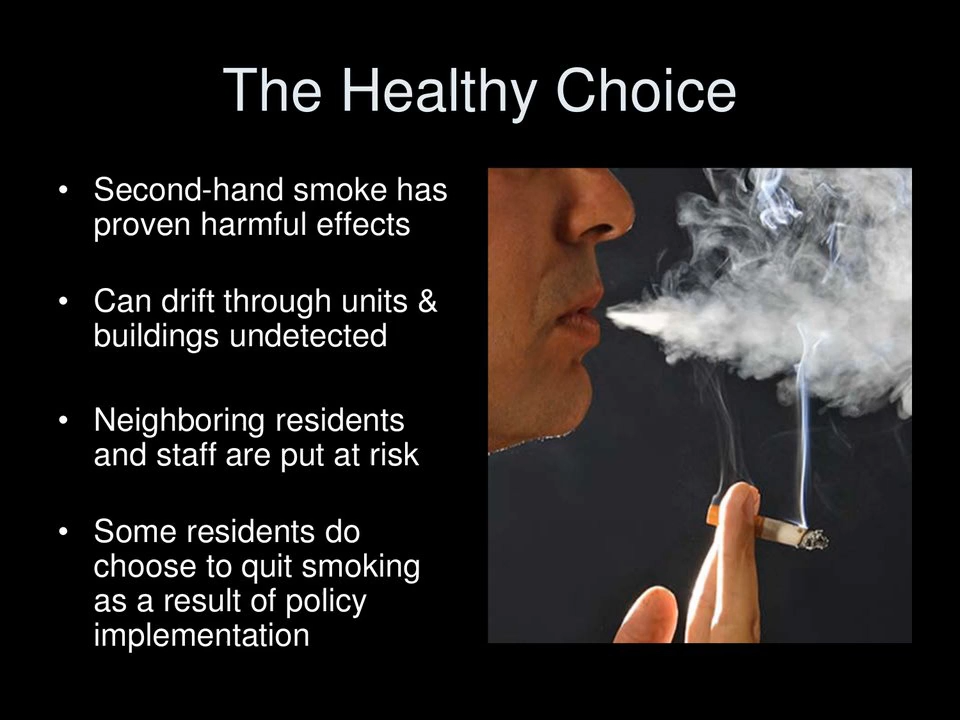 The Healthy Choice
• Second-hand smoke has
proven harmful effects
• Can drift through units &
buildings undetected
• Neighboring residents
and staff are put at risk
• Some residents do
choose to quit smoking
as a result of policy
implementation